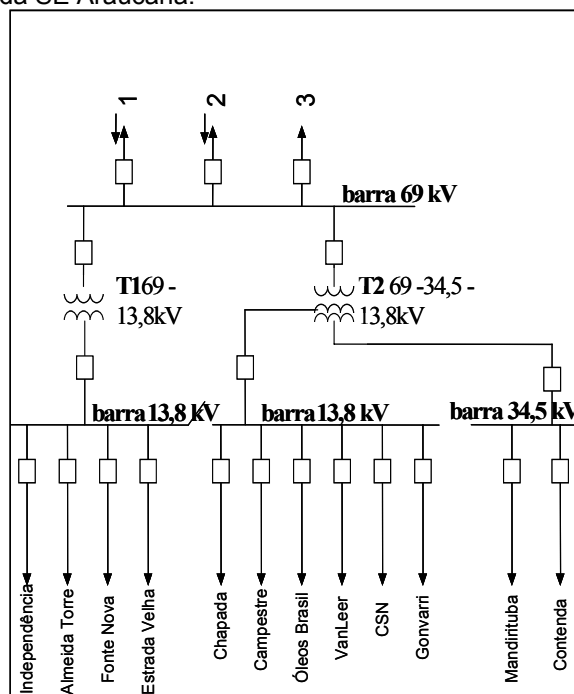 da SE Araucária.
1
2
3
barra 69 kV
T169 -
13,8kV
T2 69 -34,5 -
13,8kV
barra 13,8 kV
barra 13,8 kV
barra 34,5 kV
Independência
Almeida Torre
Fonte Nova
Estrada Velha
Chapada
Campestre
Óleos Brasil
VanLeer
CSN
Gonvarri
Mandirituba
Contenda